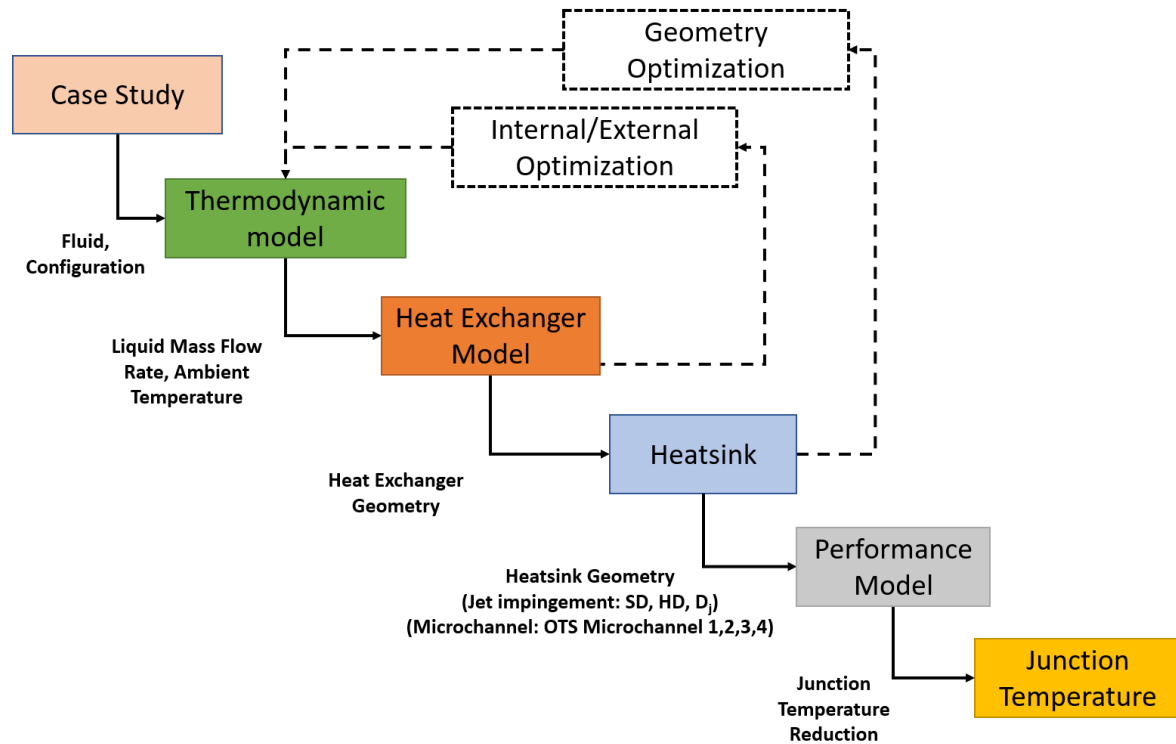 Geometry
Optimization
Case Study
Internal/External
Optimization
Thermodynamic
model
Fluid,
Configuration
Heat Exchanger
Model
Liquid Mass Flow
Rate, Ambient
Temperature
Heatsink
Heat Exchanger
Geometry
Performance
Model
Heatsink Geometry
(Jet impingement: SD, HD, Dj)
(Microchannel: OTS Microchannel 1,2,3,4)
Junction
Temperature
Junction
Temperature
Reduction